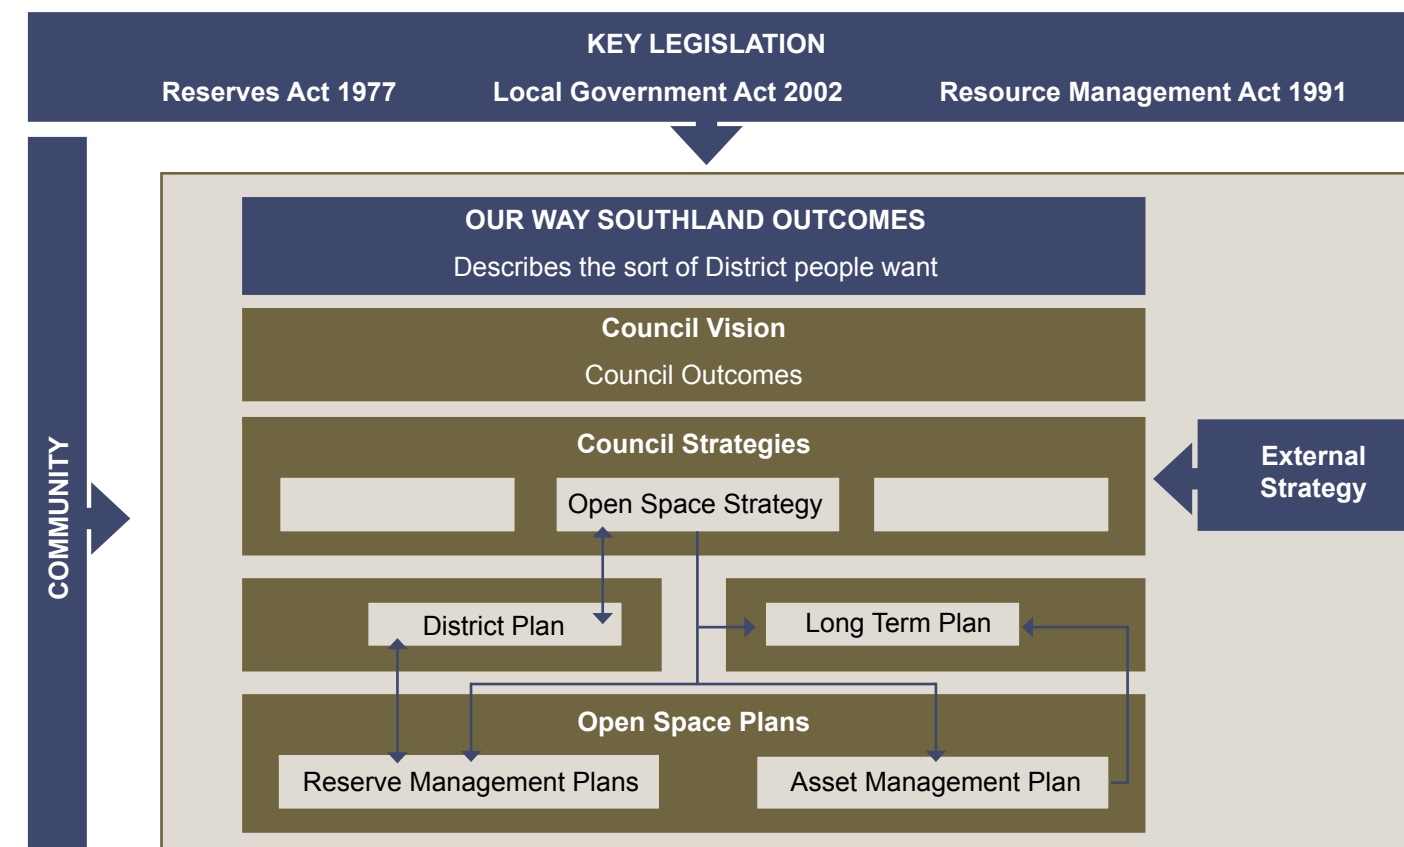 KEY LEGISLATION
Reserves Act 1977 Local Government Act 2002 Resource Management Act 1991
COMMUNITY
OUR WAY SOUTHLAND OUTCOMES
Describes the sort of District people want
Council Vision
Council Outcomes
Council Strategies
Open Space Strategy
External
Strategy
District Plan
Long Term Plan
Open Space Plans
Reserve Management Plans
Asset Management Plan